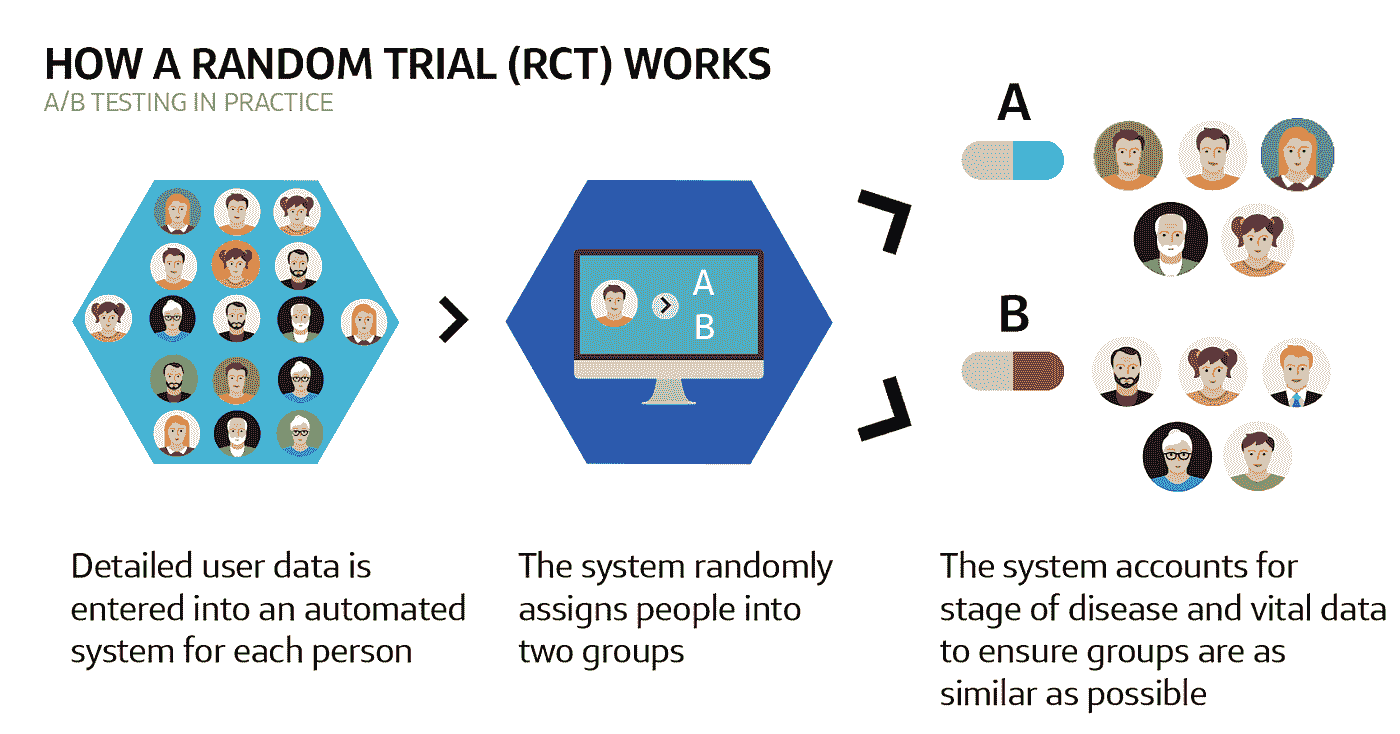 HOW A RANDOM TRIAL (RCT) WORKS
A/B TESTING IN PRACTICE
A
B
A
B
Detailed user data is
entered into an automated
system for each person
The system randomly
assigns people into
two groups
The system accounts for
stage of disease and vital data
to ensure groups are as
similar as possible